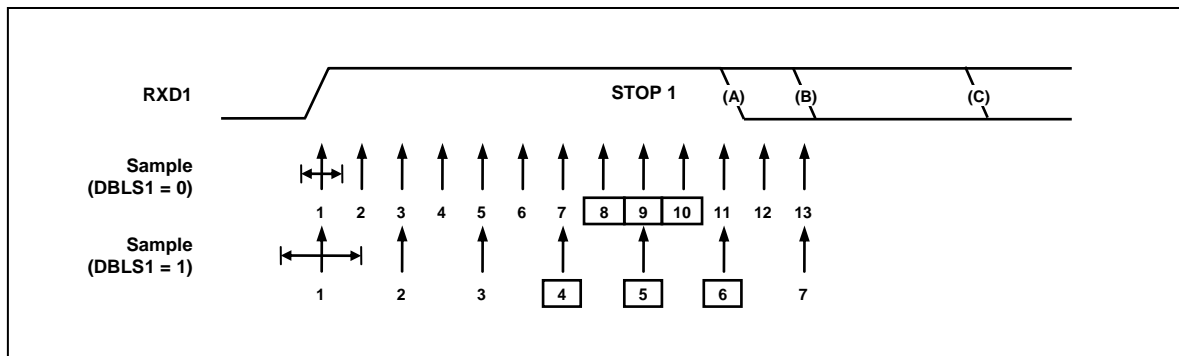 RXD1
STOP 1
(A)
(B)
(C)
Sample
(DBLS1 = 0)
1 2 3 4 5 6 7 8 9 10 11 12 13
Sample
(DBLS1 = 1)
1 2 3 4 5 6 7